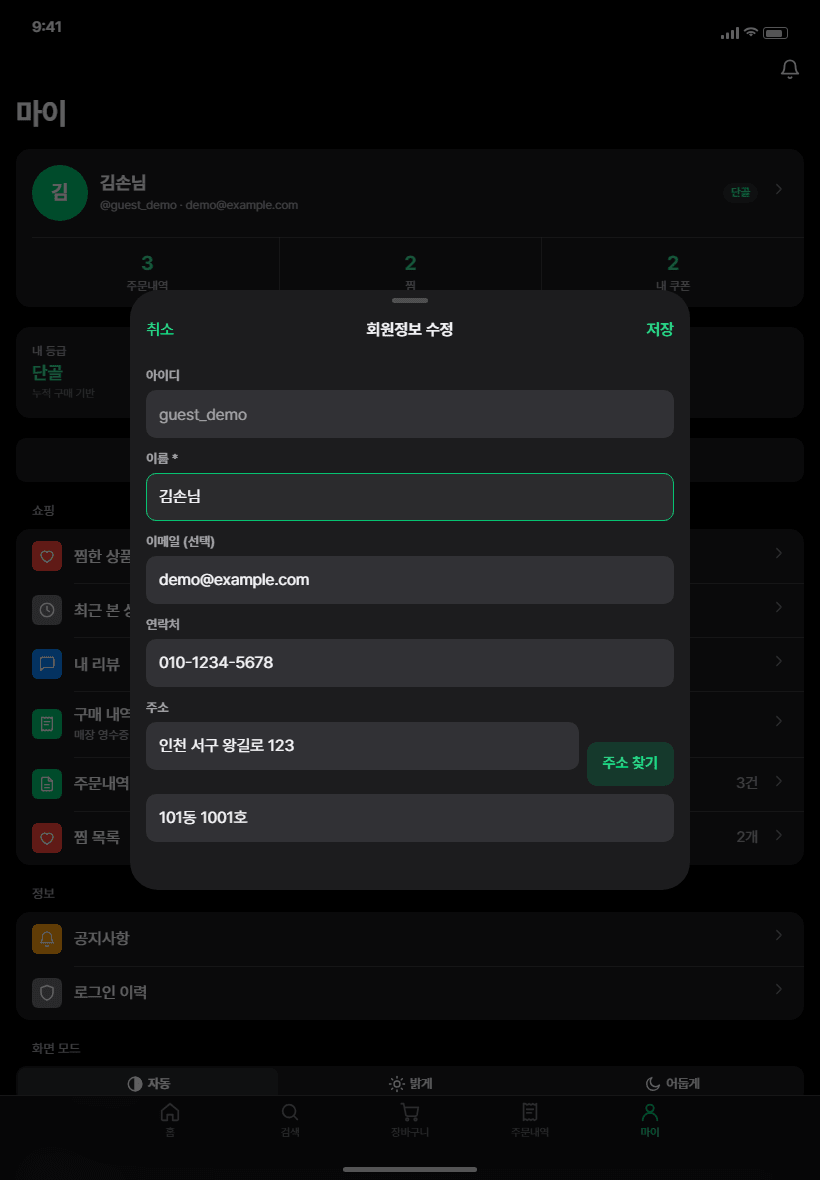 9:41
마이
김
김손님
@guest_demo · demo@example.com
단골
3
주문내역
2
찜
2
내 쿠폰
내 등급
단골
누적 구매 기반
취소
회원정보 수정
저장
아이디
guest_demo
이름 *
김손님
이메일 (선택)
demo@example.com
연락처
010-1234-5678
주소
인천 서구 왕길로 123
주소 찾기
101동 1001호
쇼핑
찜한 상품
최근 본
내 리뷰
구매 내역
매장 영수증
주문내역
3건
찜 목록
2개
정보
공지사항
로그인 이력
화면 모드
자동
밝게
어둡게
홈
검색
장바구니
주문내역
마이